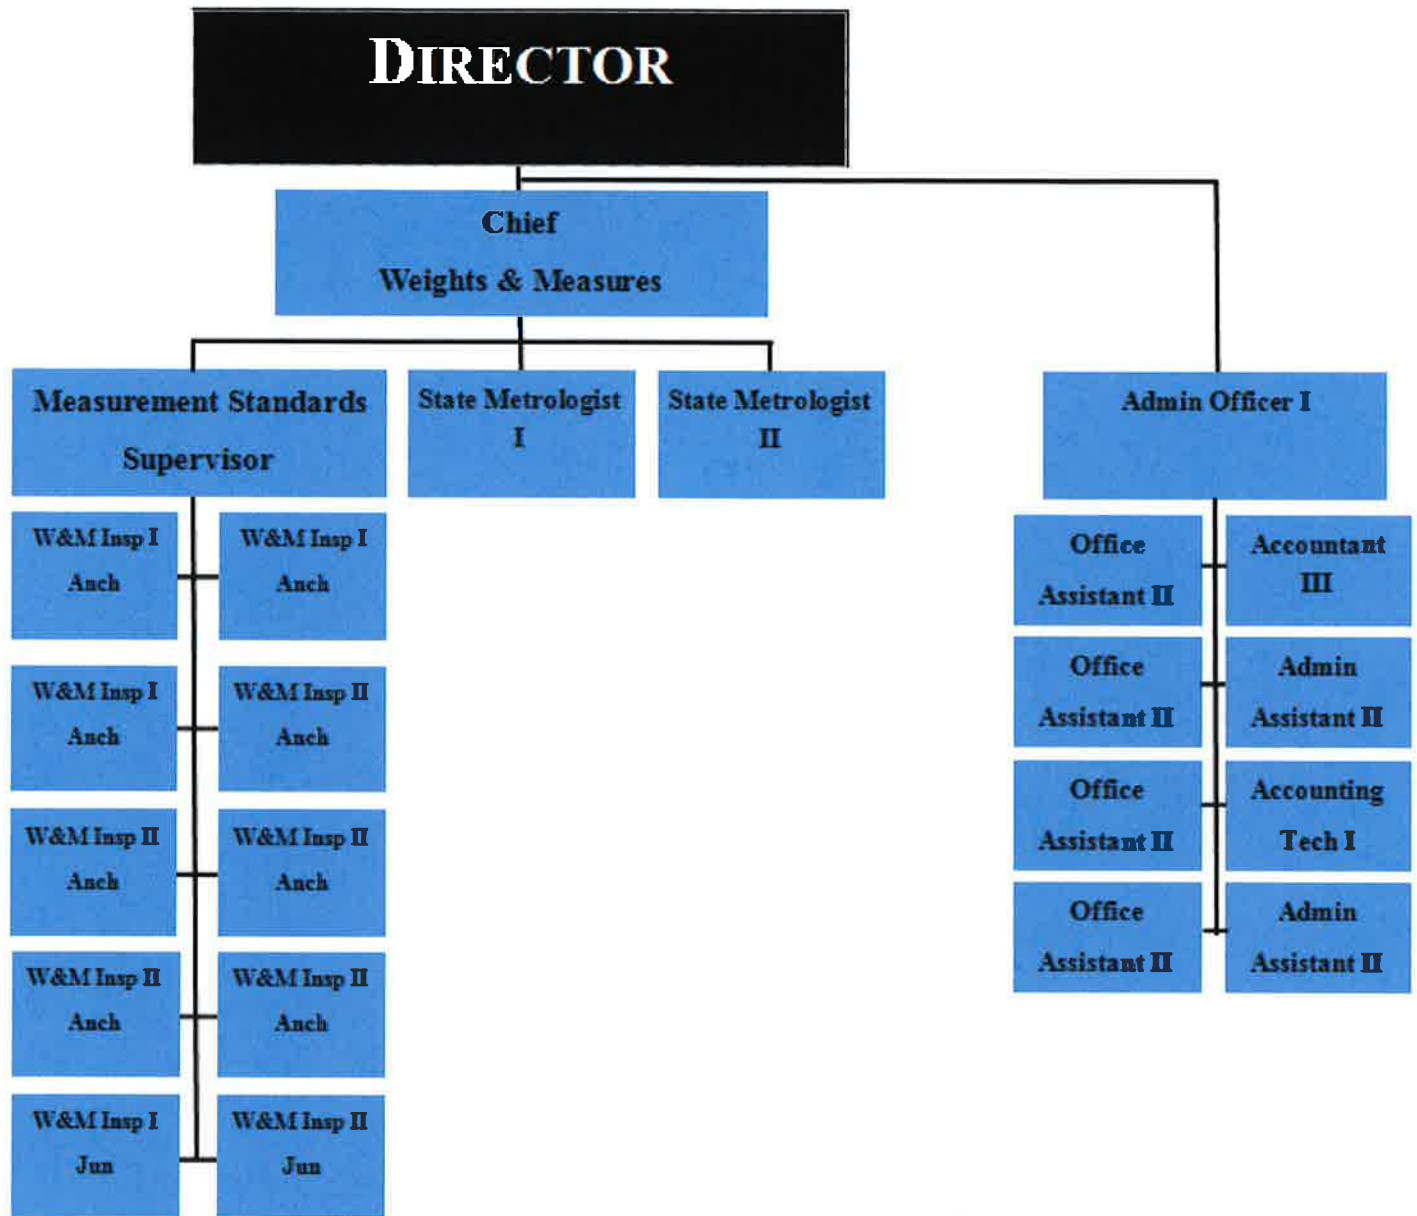 DIRECTOR
Chief
Weights & Measures
Measurement Standards
Supervisor
State Metrologist
I
State Metrologist
II
Admin Officer I
W&M Insp I
Anch
W&M Insp I
Anch
W&M Insp I
Anch
W&M Insp II
Anch
W&M Insp II
Anch
W&M Insp II
Anch
W&M Insp II
Anch
W&M Insp II
Anch
W&M Insp I
Jun
W&M Insp II
Jun
Office
Assistant II
Accountant
III
Office
Assistant II
Admin
Assistant II
Office
Assistant II
Accounting
Tech I
Office
Assistant II
Admin
Assistant II